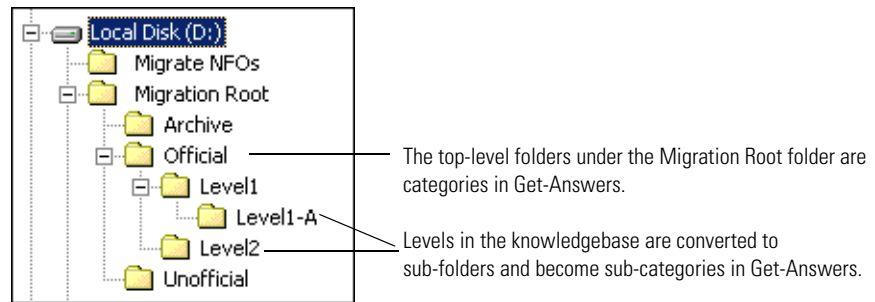 Local Disk (D:)
Migrate NFOs
Migration Root
Archive
Official
Level1
Level1-A
Level2
Unofficial
The top-level folders under the Migration Root folder are
categories in Get-Answers.
Levels in the knowledgebase are converted to
sub-folders and become sub-categories in Get-Answers.